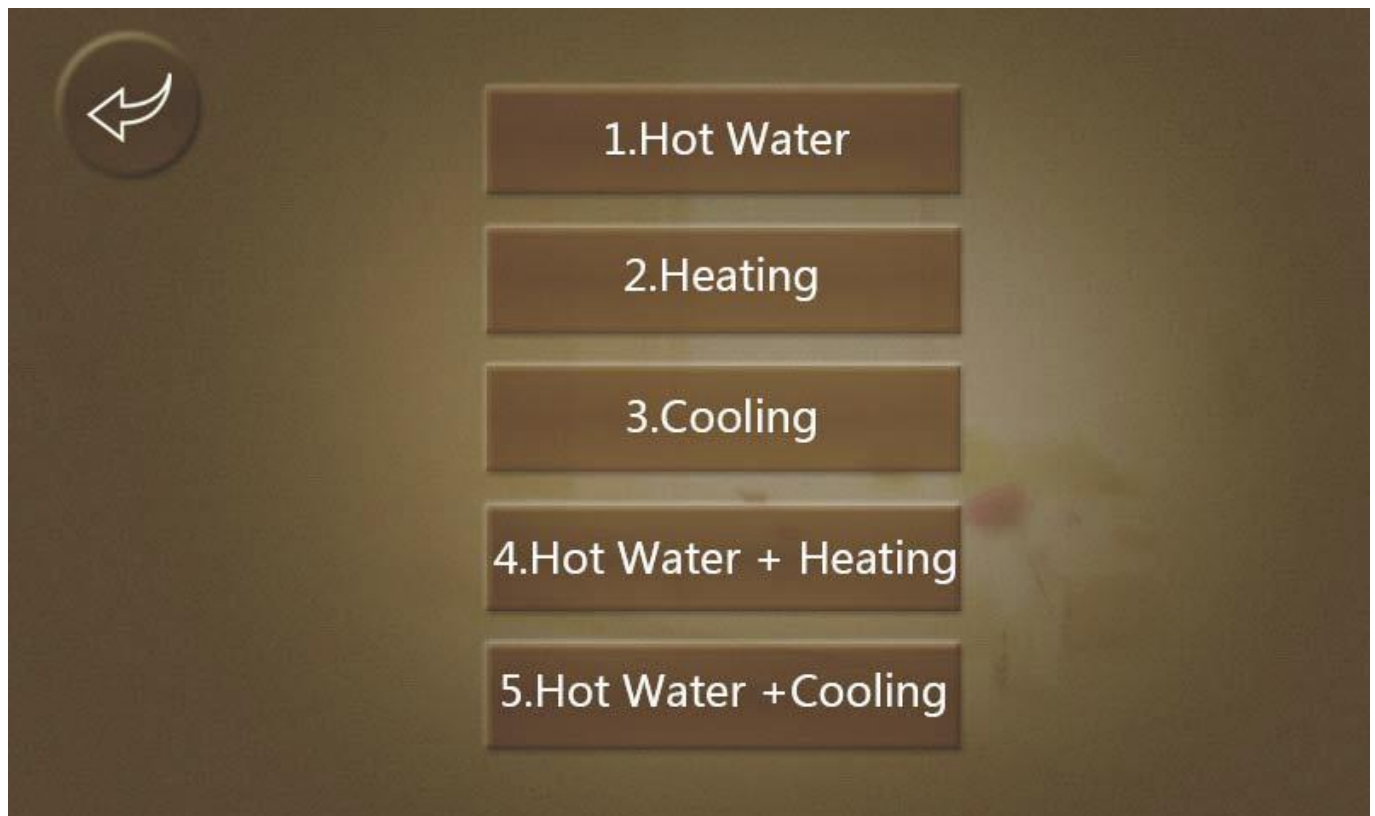 1.Hot Water
2.Heating
3.Cooling
4.Hot Water + Heating
5.Hot Water +Cooling